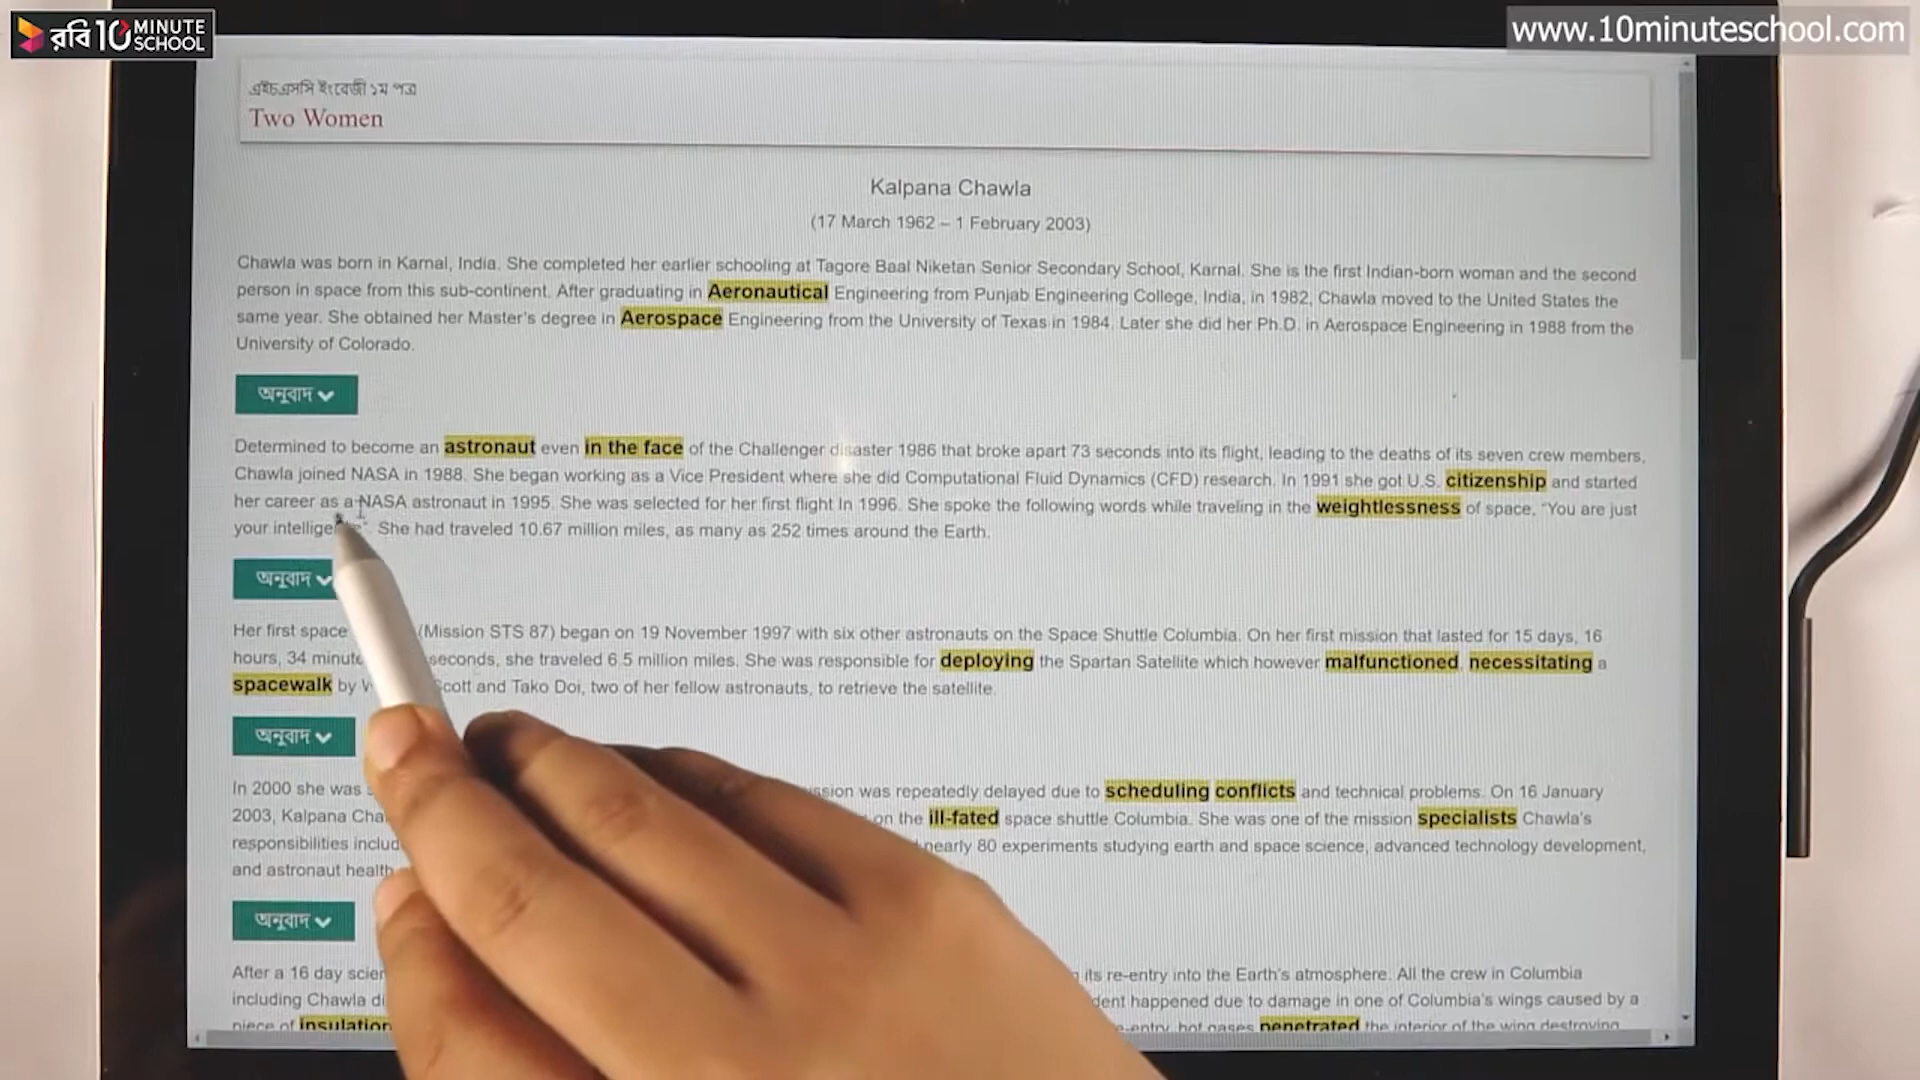 রবি 10 MINUTE SCHOOL
www.10minuteschool.com
এইচএসসি ইংরেজী ১ম পত্র
Two Women
Kalpana Chawla
(17 March 1962 – 1 February 2003)
Chawla was born in Karnal, India. She completed her earlier schooling at Tagore Baal Niketan Senior Secondary School, Karnal. She is the first Indian-born woman and the second
person in space from this sub-continent. After graduating in Aeronautical Engineering from Punjab Engineering College, India, in 1982, Chawla moved to the United States the
same year. She obtained her Master's degree in Aerospace Engineering from the University of Texas in 1984. Later she did her Ph.D. in Aerospace Engineering in 1988 from the
University of Colorado.
অনুবাদ
Determined to become an astronaut even in the face of the Challenger disaster 1986 that broke apart 73 seconds into its flight, leading to the deaths of its seven crew members,
Chawla joined NASA in 1988. She began working as a Vice President where she did Computational Fluid Dynamics (CFD) research. In 1991 she got U.S. citizenship and started
her career as a NASA astronaut in 1995. She was selected for her first flight In 1996. She spoke the following words while traveling in the weightlessness of space, "You are just
your She had traveled 10.67 million miles, as many as 252 times around the Earth.
অনুবাদ
Her first space (Mission STS 87) began on 19 November 1997 with six other astronauts on the Space Shuttle Columbia. On her first mission that lasted for 15 days, 16
hours, 34 seconds, she traveled 6.5 million miles. She was responsible for deploying the Spartan Satellite which however malfunctioned, necessitating a
spacewalk by Scott and Tako Doi, two of her fellow astronauts, to retrieve the satellite.
অনুবাদ
In 2000 she was was repeatedly delayed due to scheduling conflicts and technical problems. On 16 January
2003, Kalpana on the ill-fated space shuttle Columbia. She was one of the mission specialists Chawla's
responsibilities nearly 80 experiments studying earth and space science, advanced technology development,
and astronaut health
অনুবাদ
After a 16 day its re-entry into the Earth's atmosphere. All the crew in Columbia
including Chawla happened due to damage in one of Columbia's wings caused by a
piece of insulation hot gases penetrated the interior of the wing destroying